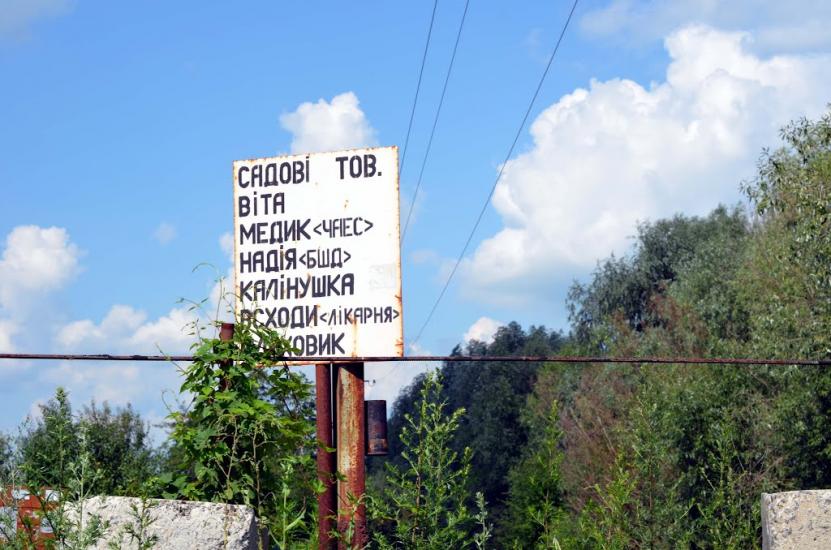 САДОВІ ТОВ.
ВІТА
МЕДИК <ЧАЕС>
НАДІЯ <БШД>
КАЛІНУШКА
<ЛІКАРНЯ>